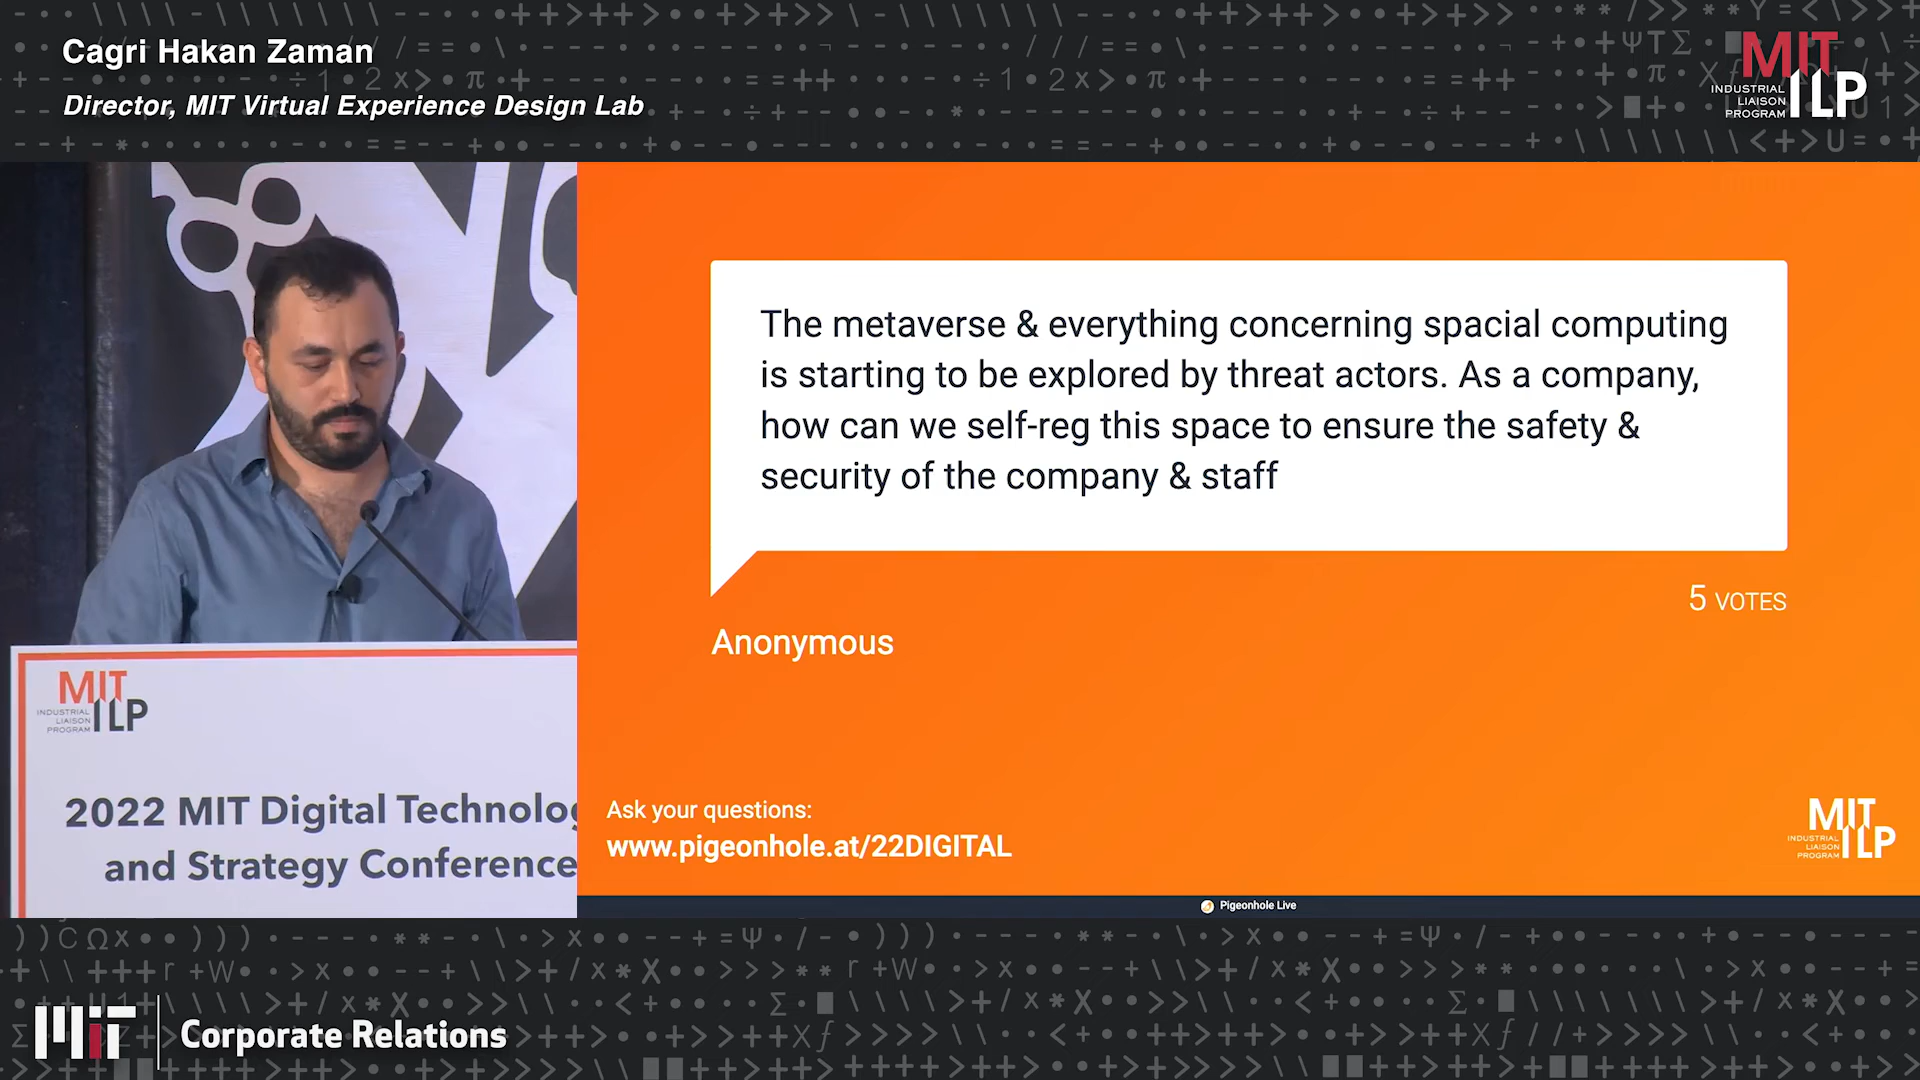 Cagri Hakan Zaman
Director, MIT Virtual Experience Design Lab
MIT
INDUSTRIAL
LIAISON
PROGRAM
ILP
The metaverse & everything concerning spacial computing
is starting to be explored by threat actors. As a company,
how can we self-reg this space to ensure the safety &
security of the company & staff
5 VOTES
Anonymous
MIT
INDUSTRIAL
LIAISON
PROGRAM
ILP
2022 MIT Digital Technolog
and Strategy Conference
Ask your questions:
www.pigeonhole.at/22DIGITAL
MIT
INDUSTRIAL
LIAISON
PROGRAM
ILP
Pigeonhole Live
MIT
Corporate Relations